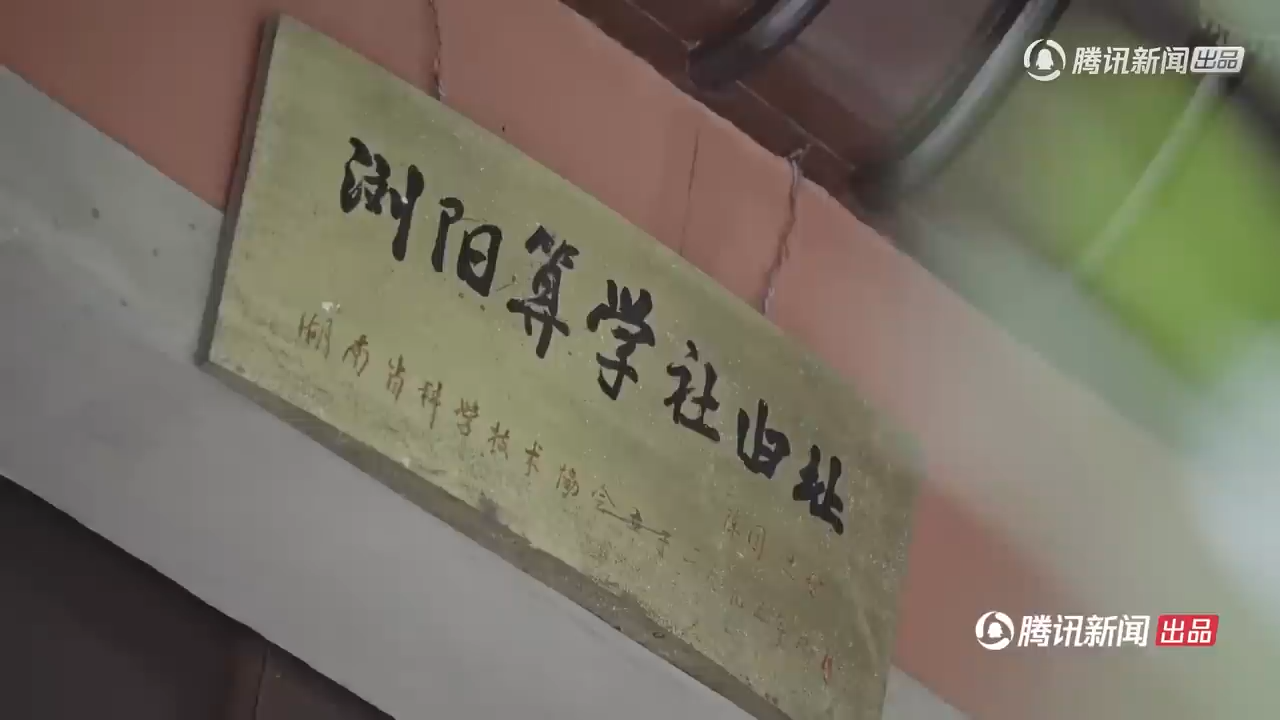 腾讯新闻 出品
浏阳算学社旧址
湖南省科学技术协会
腾讯新闻 出品